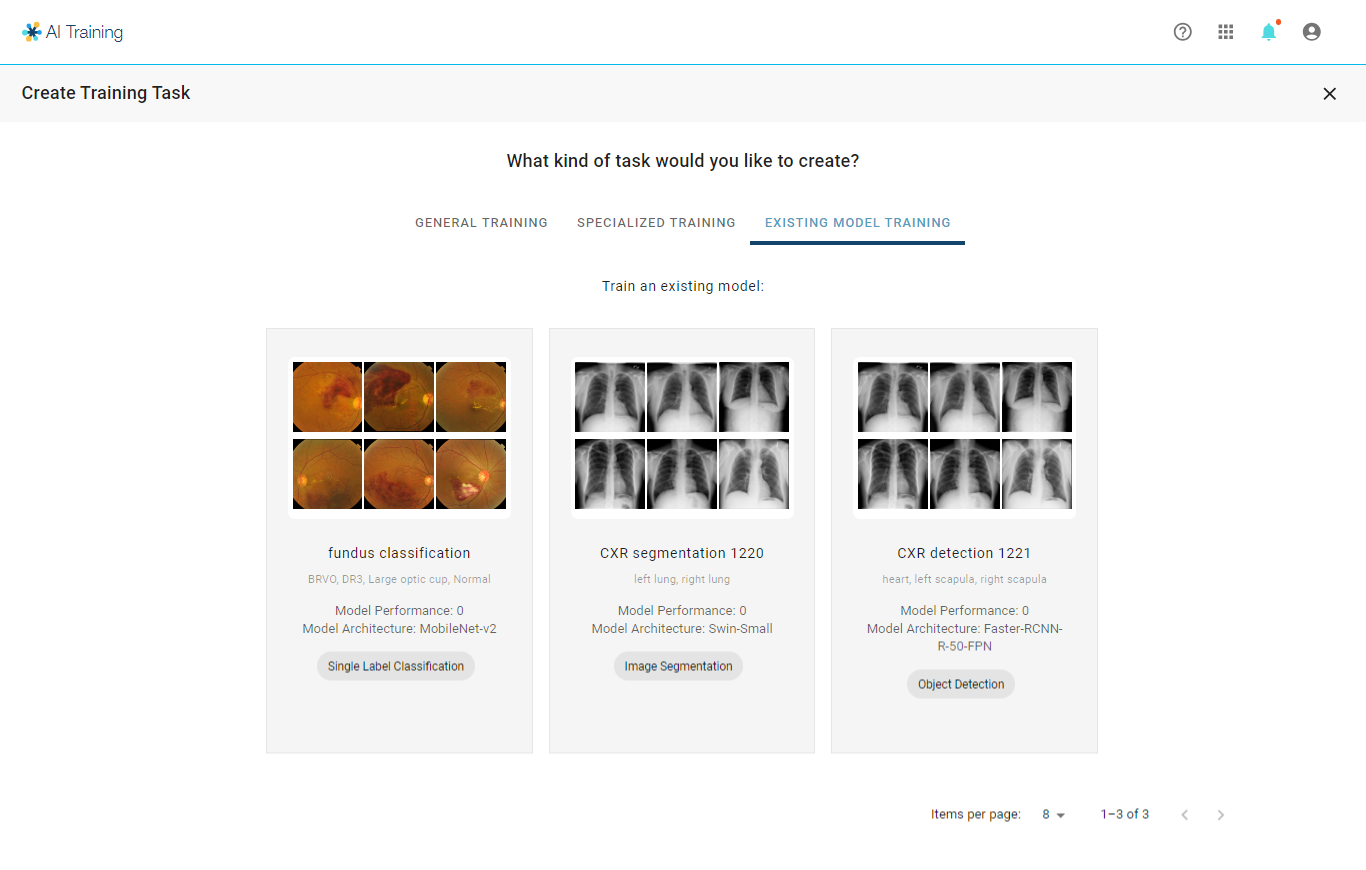 AI Training
Create Training Task
What kind of task would you like to create?
GENERAL TRAINING
SPECIALIZED TRAINING
EXISTING MODEL TRAINING
Train an existing model:
fundus classification
BRVO, DR3, Large optic cup, Normal
Model Performance: 0
Model Architecture: MobileNet-v2
Single Label Classification
CXR segmentation 1220
left lung, right lung
Model Performance: 0
Model Architecture: Swin-Small
Image Segmentation
CXR detection 1221
heart, left scapula, right scapula
Model Performance: 0
Model Architecture: Faster-RCNN-
R-50-FPN
Object Detection
Items per page: 8 1–3 of 3